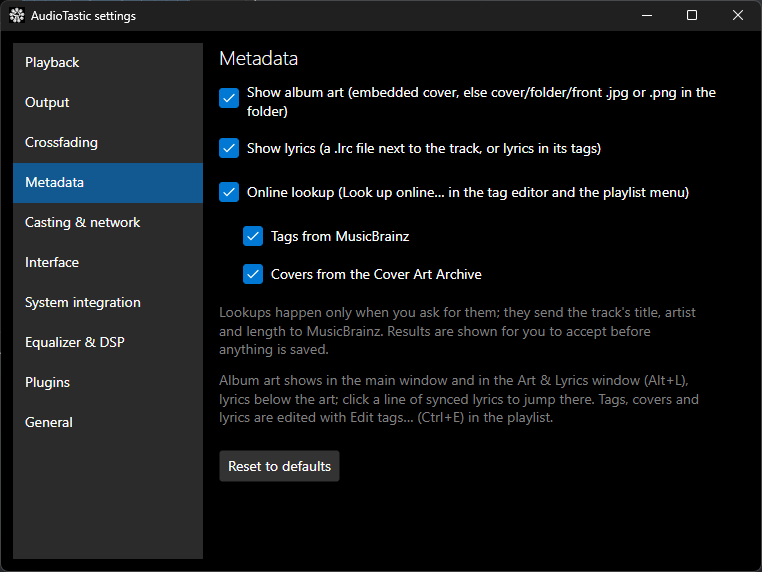 AudioTastic settings
Playback
Output
Crossfading
Metadata
Casting & network
Interface
System integration
Equalizer & DSP
Plugins
General
Metadata
Show album art (embedded cover, else cover/folder/front .jpg or .png in the
folder)
Show lyrics (a .lrc file next to the track, or lyrics in its tags)
Online lookup (Look up online... in the tag editor and the playlist menu)
Tags from MusicBrainz
Covers from the Cover Art Archive
Lookups happen only when you ask for them; they send the track's title, artist
and length to MusicBrainz. Results are shown for you to accept before
anything is saved.
Album art shows in the main window and in the Art & Lyrics window (Alt+L),
lyrics below the art; click a line of synced lyrics to jump there. Tags, covers and
lyrics are edited with Edit tags... (Ctrl+E) in the playlist.
Reset to defaults